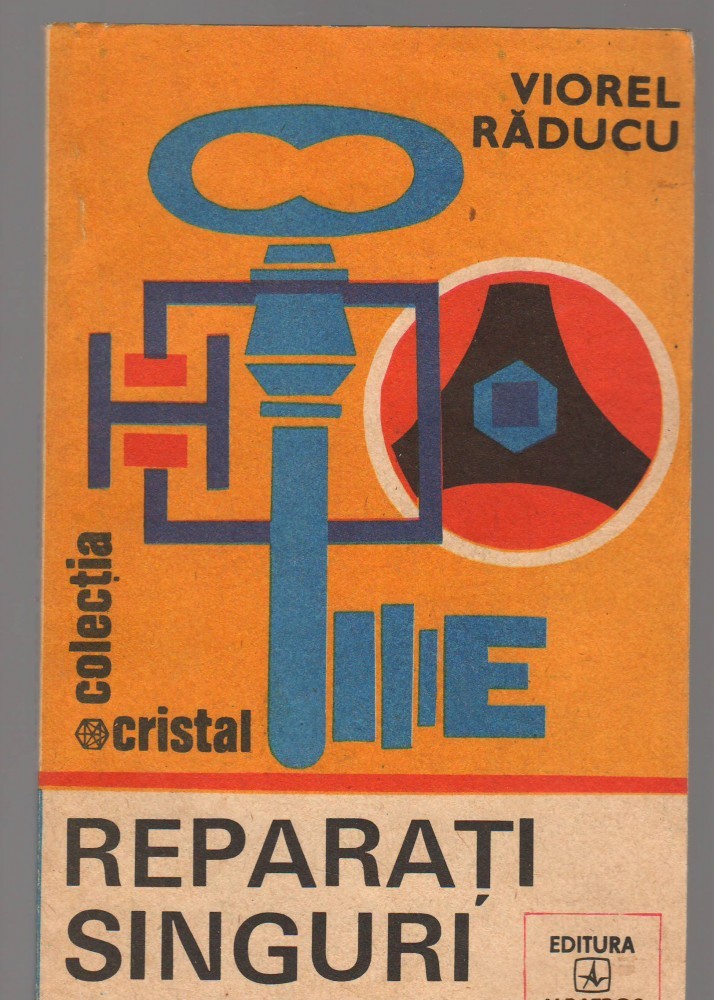 VIOREL
RĂDUCU
colecția
cristal
REPARAȚI
SINGURI
EDITURA